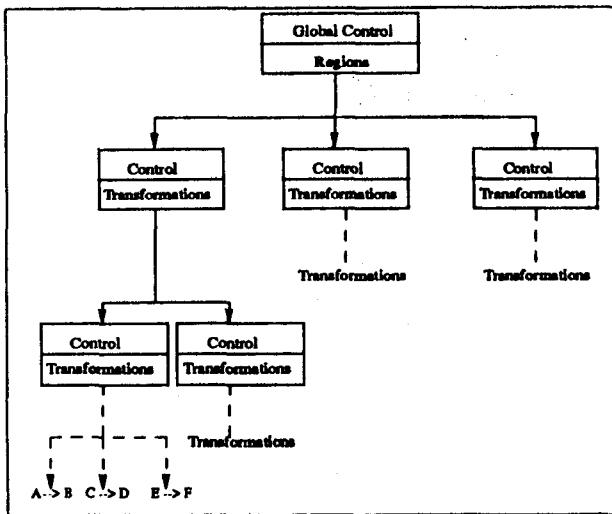 Global Control
Regions
Control
Transformations
Control
Transformations
Control
Transformations
Transformations
Transformations
Control
Transformations
Control
Transformations
Transformations
A --> B C --> D E --> F